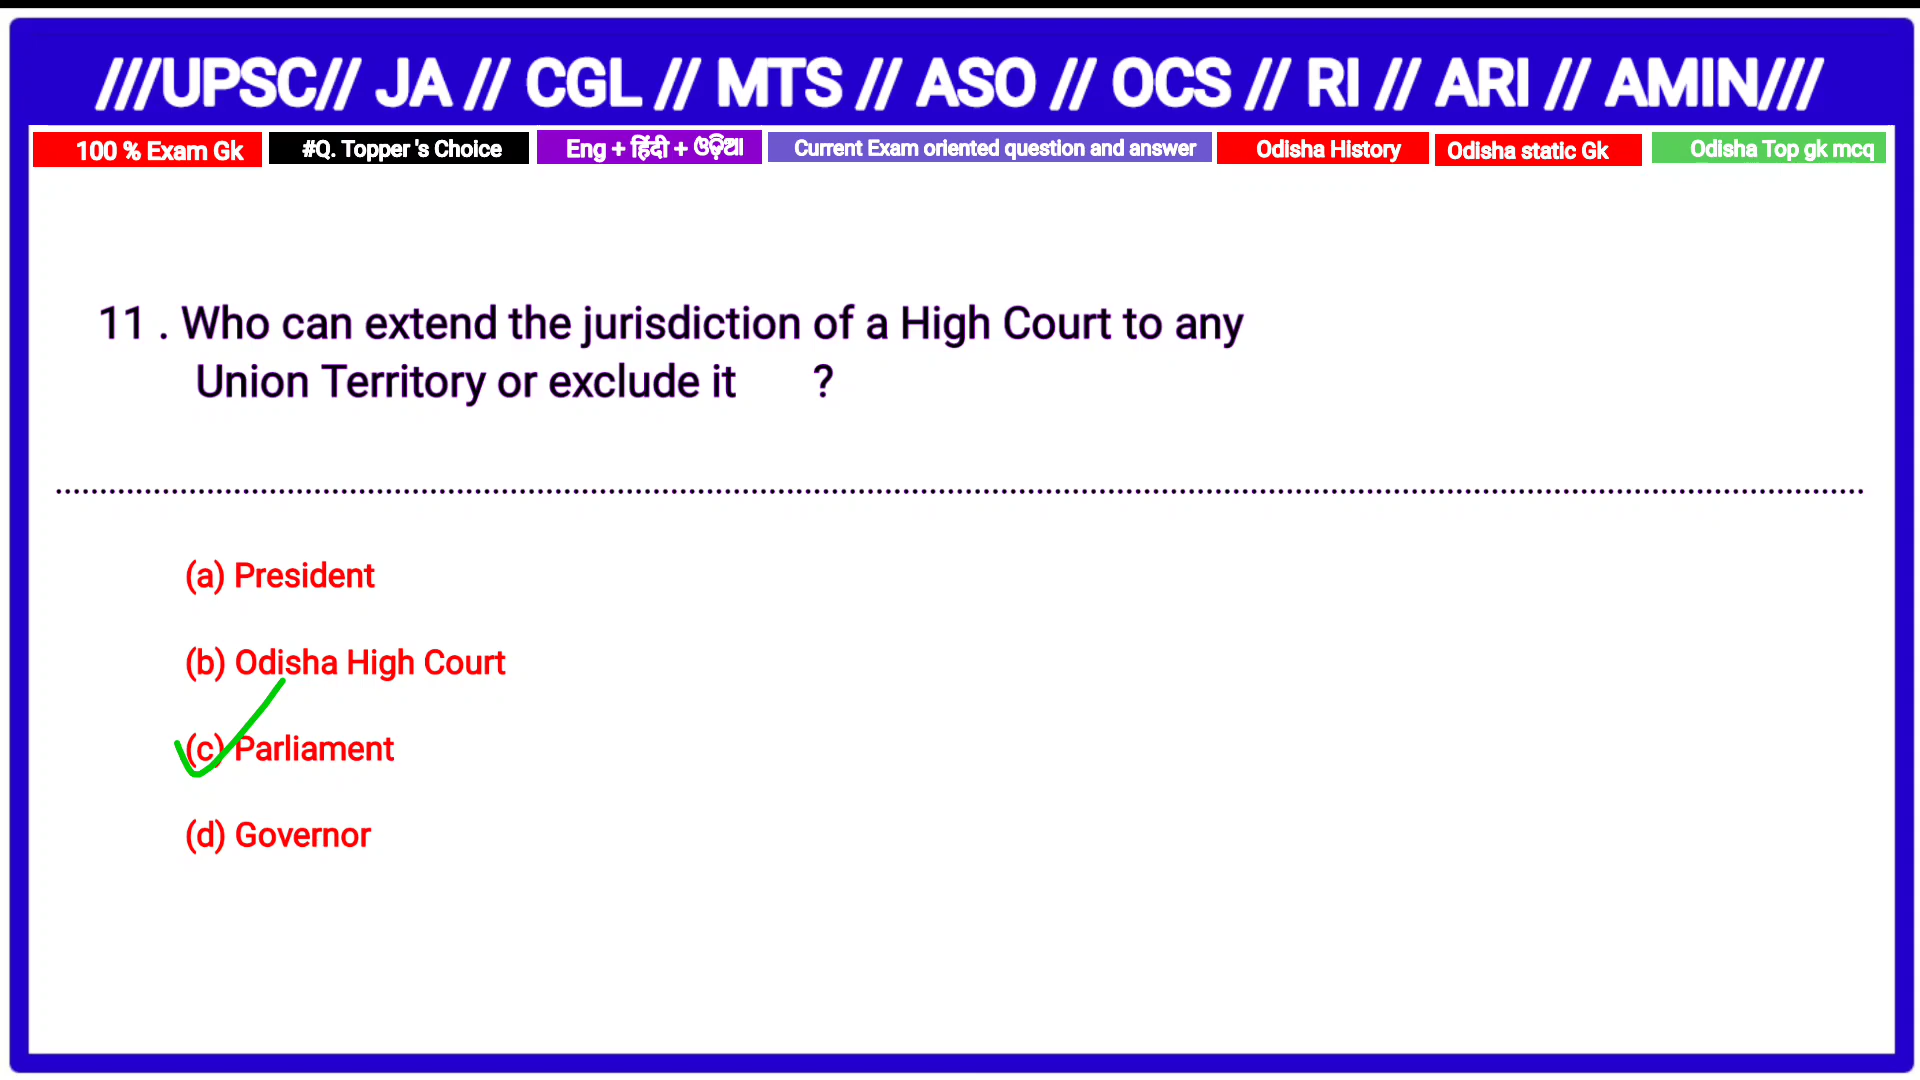 ///UPSC// JA // CGL // MTS // ASO // OCS // RI // ARI // AMIN///
100 % Exam Gk #Q. Topper 's Choice Eng + हिंदी + ଓଡ଼ିଆ Current Exam oriented question and answer Odisha History Odisha static Gk Odisha Top gk mcq
11 . Who can extend the jurisdiction of a High Court to any
Union Territory or exclude it ?
(a) President
(b) Odisha High Court
(c) Parliament
(d) Governor